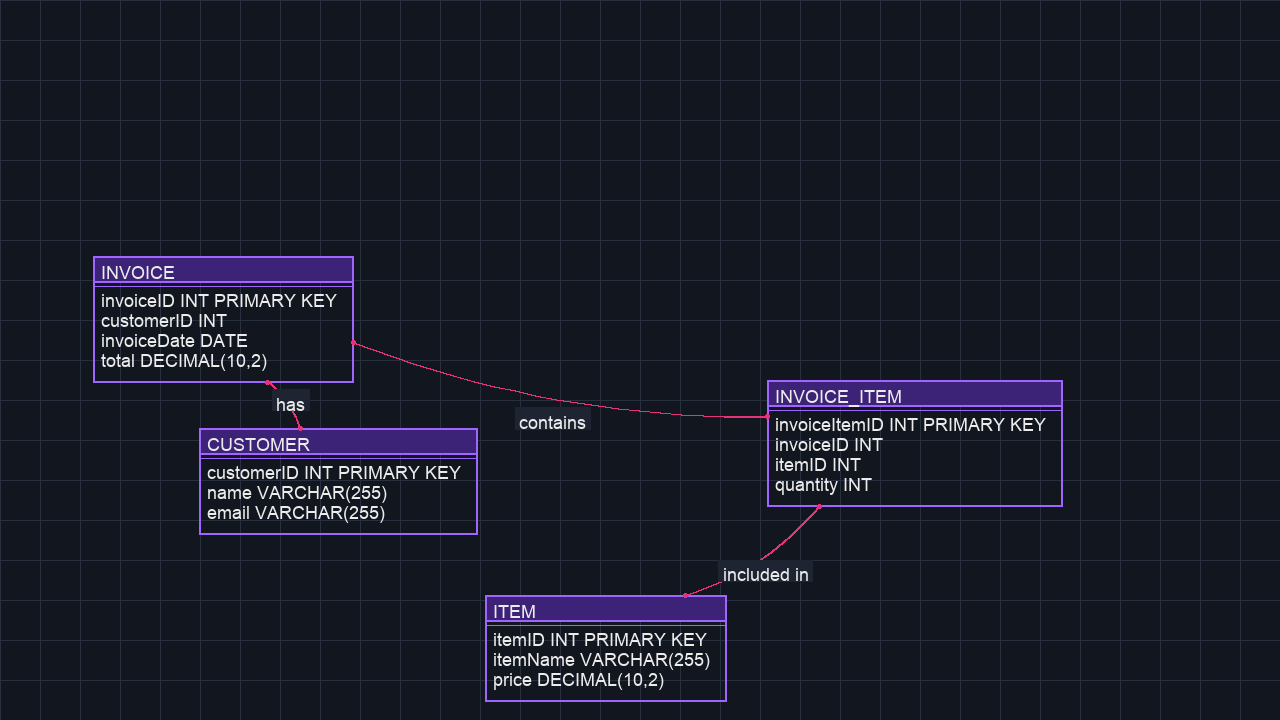 INVOICE
invoiceID INT PRIMARY KEY
customerID INT
invoiceDate DATE
total DECIMAL(10,2)
has
CUSTOMER
customerID INT PRIMARY KEY
name VARCHAR(255)
email VARCHAR(255)
contains
INVOICE_ITEM
invoiceItemID INT PRIMARY KEY
invoiceID INT
itemID INT
quantity INT
included in
ITEM
itemID INT PRIMARY KEY
itemName VARCHAR(255)
price DECIMAL(10,2)